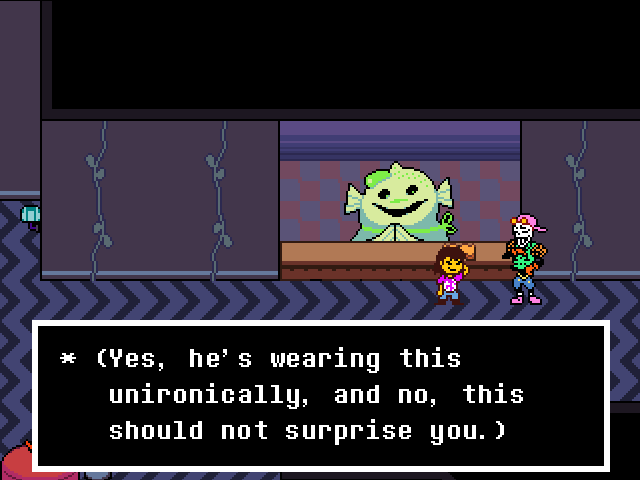 * (Yes, he's wearing this
unironically, and no, this
should not surprise you.)